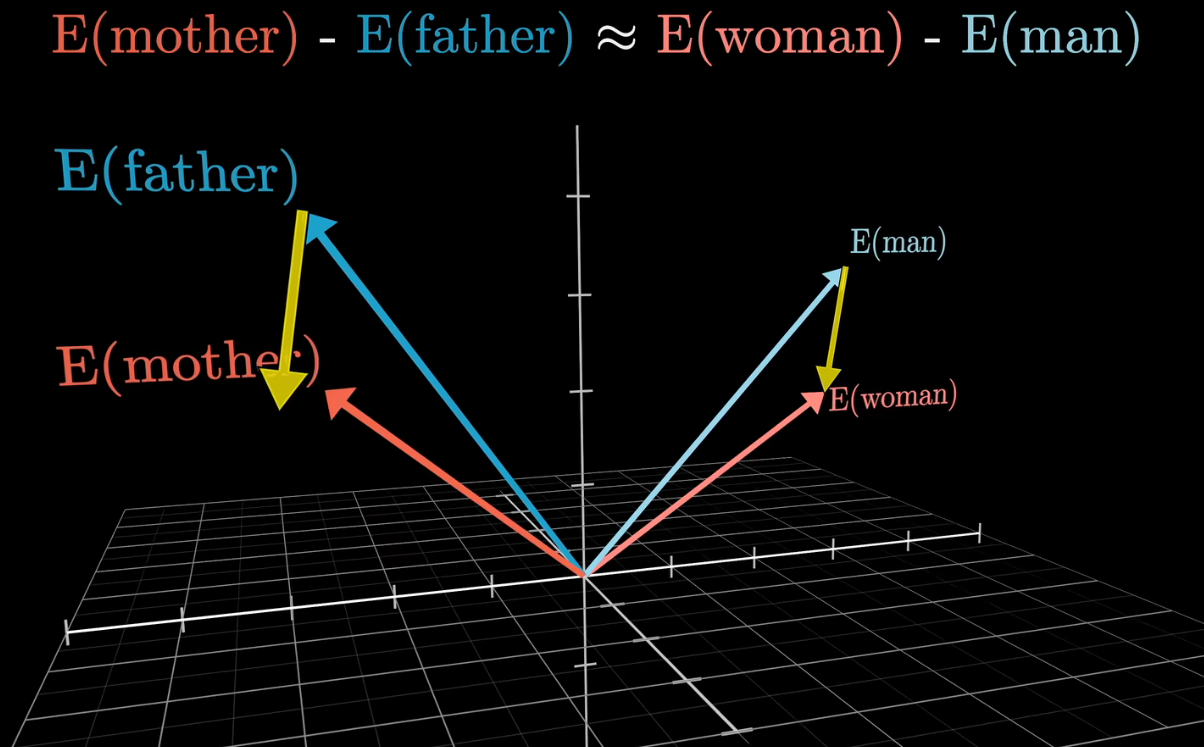 E(mother) - E(father) ≈ E(woman) - E(man)
E(father)
E(man)
E(mother)
E(woman)